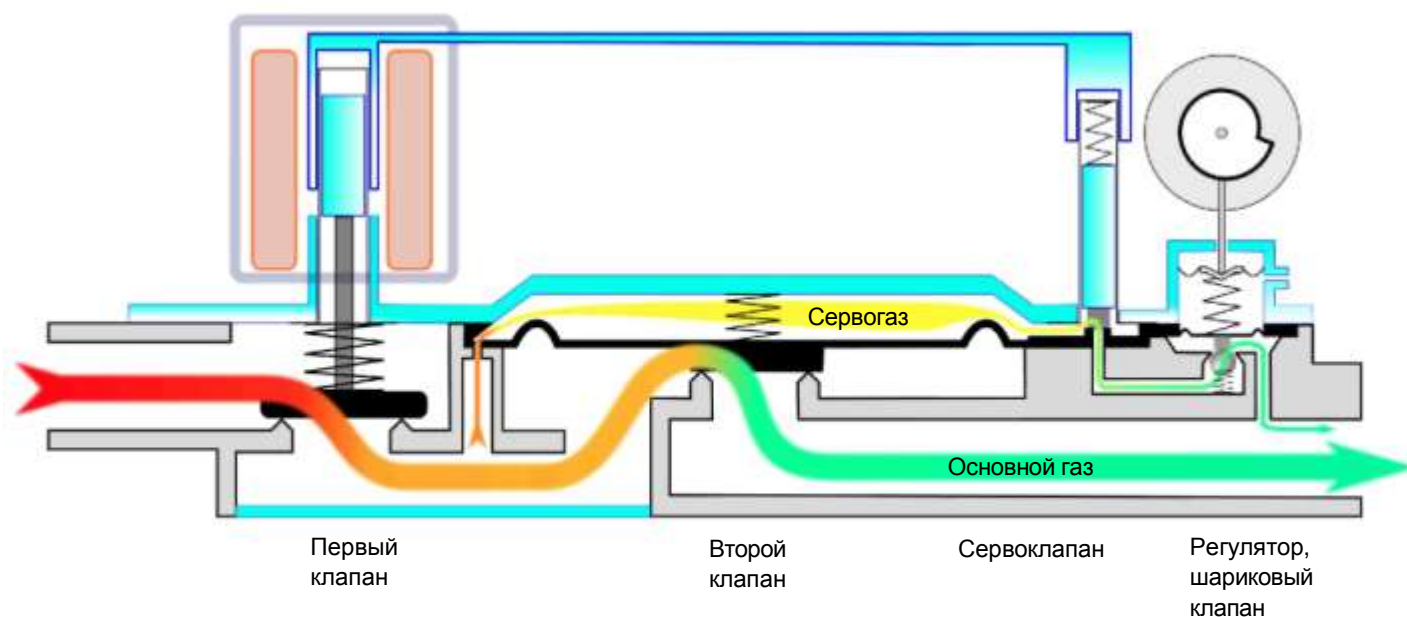 Сервогаз
Основной газ
Первый
клапан
Второй
клапан
Сервоклапан
Регулятор,
шариковый
клапан